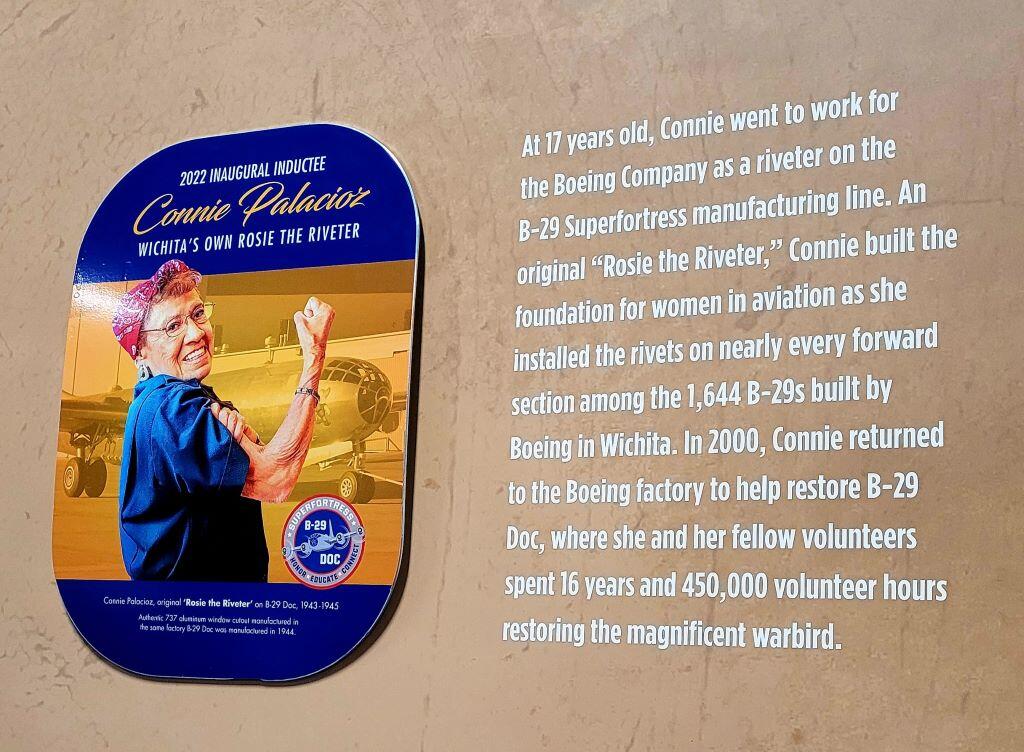 2022 INAUGURAL INDUCTEE
Connie Palacioz
WICHITA'S OWN ROSIE THE RIVETER
SUPERFORTRESS
B-29
DOC
HONOR · EDUCATE · CONNECT
Connie Palacioz, original 'Rosie the Riveter' on B-29 Doc, 1943-1945
Authentic 737 aluminum window cutout manufactured in
the same factory B-29 Doc was manufactured in 1944.
At 17 years old, Connie went to work for
the Boeing Company as a riveter on the
B-29 Superfortress manufacturing line. An
original “Rosie the Riveter,” Connie built the
foundation for women in aviation as she
installed the rivets on nearly every forward
section among the 1,644 B-29s built by
Boeing in Wichita. In 2000, Connie returned
to the Boeing factory to help restore B-29
Doc, where she and her fellow volunteers
spent 16 years and 450,000 volunteer hours
restoring the magnificent warbird.